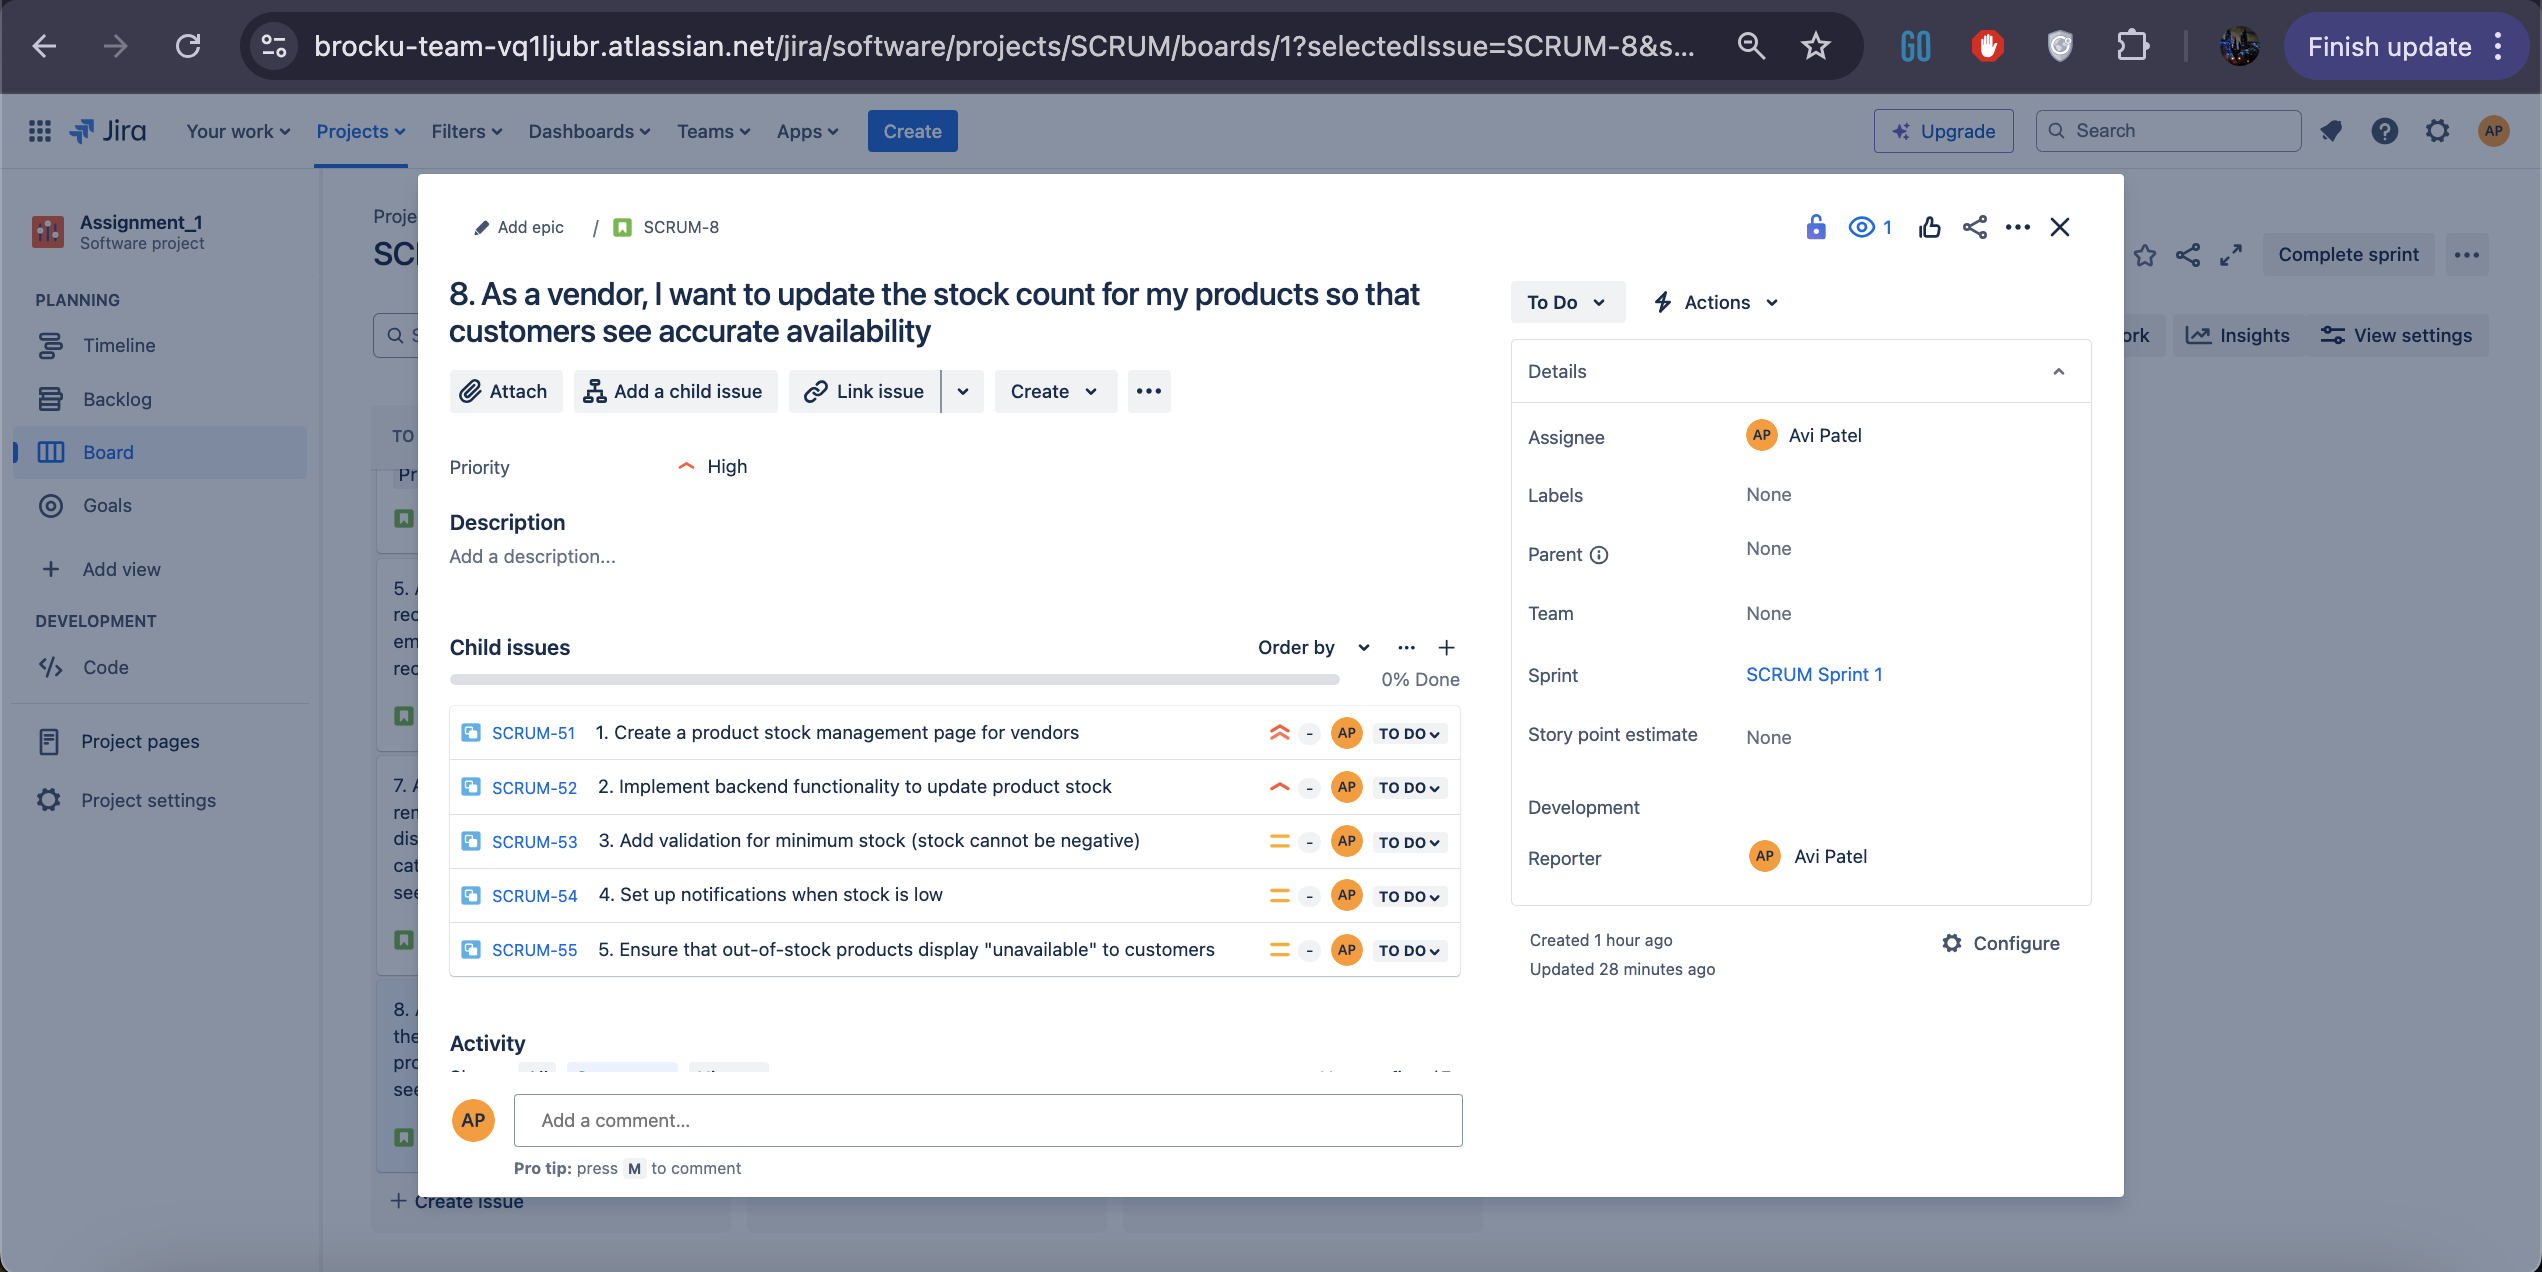 brocku-team-vq1ljubr.atlassian.net/jira/software/projects/SCRUM/boards/1?selectedIssue=SCRUM-8&s...
GO
Finish update
Jira
Your work
Projects
Filters
Dashboards
Teams
Apps
Create
Upgrade
Search
AP
Assignment_1
Software project
PLANNING
Timeline
Backlog
Board
Goals
Add view
DEVELOPMENT
Code
Project pages
Project settings
Proje
SC
TO
Pr
5. A
rec
em
rec
7. A
ren
dis
cat
see
8. A
the
pro
see
+ Create issue
Complete sprint
ork
Insights
View settings
Add epic / SCRUM-8
1
8. As a vendor, I want to update the stock count for my products so that
customers see accurate availability
Attach
Add a child issue
Link issue
Create
Priority High
Description
Add a description...
Child issues
Order by
0% Done
SCRUM-51 1. Create a product stock management page for vendors - AP TO DO
SCRUM-52 2. Implement backend functionality to update product stock - AP TO DO
SCRUM-53 3. Add validation for minimum stock (stock cannot be negative) - AP TO DO
SCRUM-54 4. Set up notifications when stock is low - AP TO DO
SCRUM-55 5. Ensure that out-of-stock products display "unavailable" to customers - AP TO DO
Activity
AP
Add a comment...
Pro tip: press M to comment
To Do
Actions
Details
Assignee AP Avi Patel
Labels None
Parent None
Team None
Sprint SCRUM Sprint 1
Story point estimate None
Development
Reporter AP Avi Patel
Created 1 hour ago
Updated 28 minutes ago
Configure